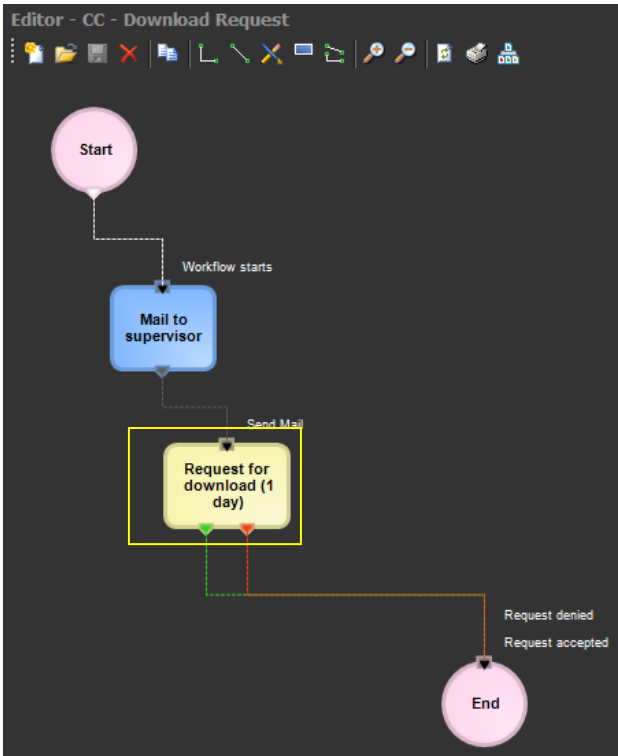 Editor - CC - Download Request
Start
Workflow starts
Mail to
supervisor
Send Mail
Request for
download (1
day)
Request denied
Request accepted
End